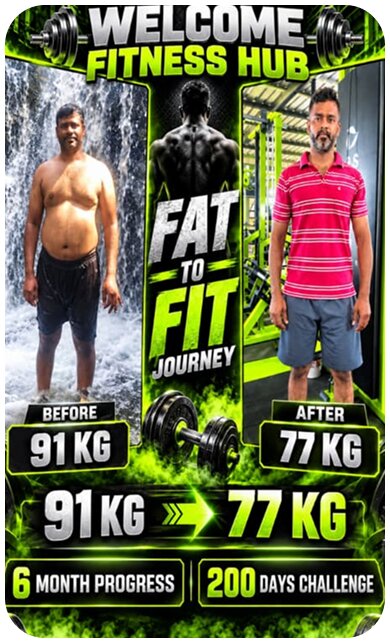 WELCOME
FITNESS HUB
FAT
TO
FIT
JOURNEY
BEFORE
91 KG
AFTER
77 KG
91 KG
77 KG
6 MONTH PROGRESS
200 DAYS CHALLENGE